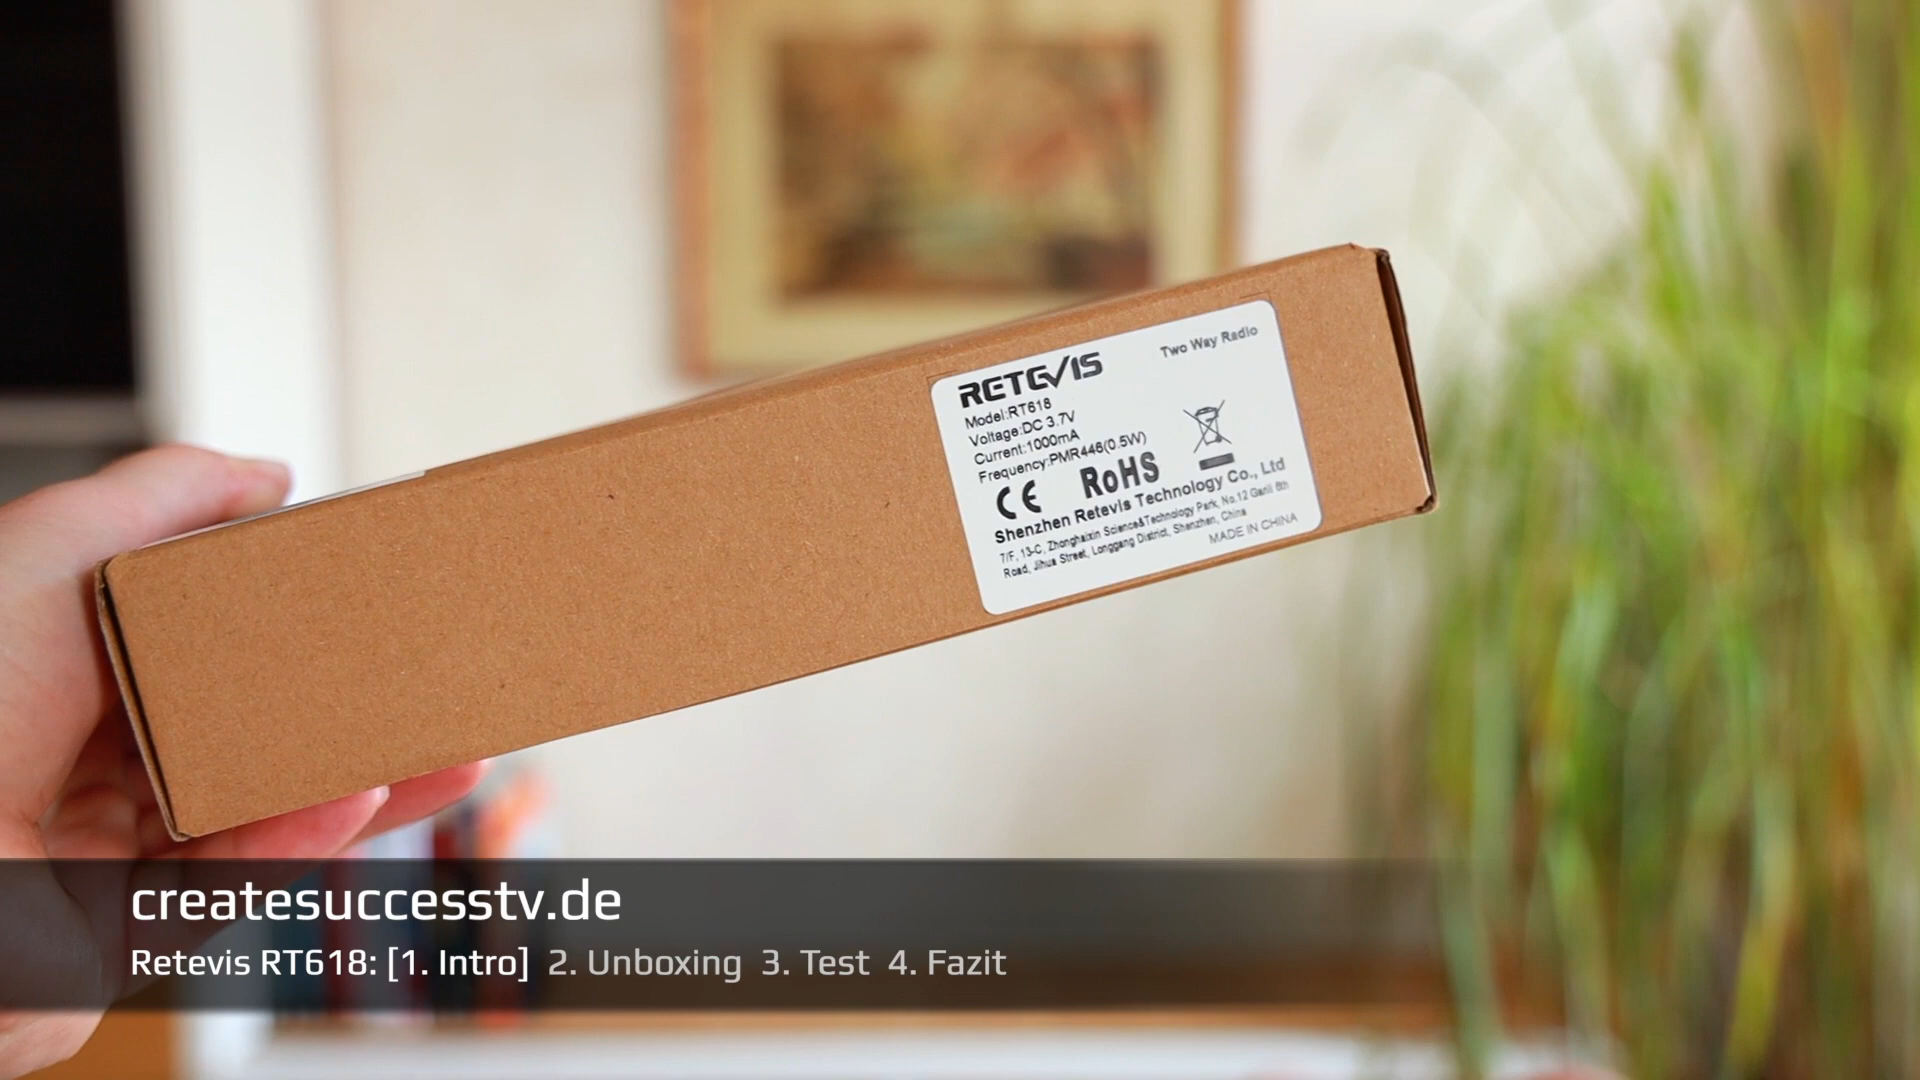 RETEVIS
Two Way Radio
Model:RT618
Voltage:DC 3.7V
Current:1000mA
Frequency:PMR446(0.5W)
CE RoHS
Shenzhen Retevis Technology Co., Ltd
7/F, 13-C, Zhonghaixin Science&Technology Park, No.12 Ganli 6th
Road, Jihua Street, Longgang District, Shenzhen, China
MADE IN CHINA
createsuccesstv.de
Retevis RT618: [1. Intro] 2. Unboxing 3. Test 4. Fazit